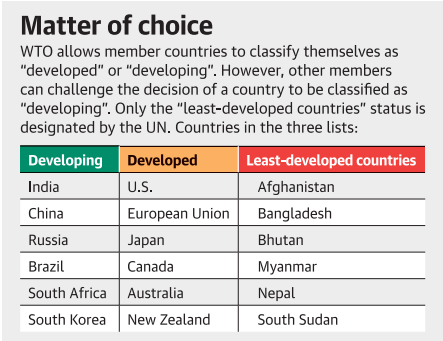 Matter of choice
WTO allows member countries to classify themselves as
“developed” or “developing”. However, other members
can challenge the decision of a country to be classified as
“developing”. Only the “least-developed countries” status is
designated by the UN. Countries in the three lists:
Developing Developed Least-developed countries
India U.S. Afghanistan
China European Union Bangladesh
Russia Japan Bhutan
Brazil Canada Myanmar
South Africa Australia Nepal
South Korea New Zealand South Sudan